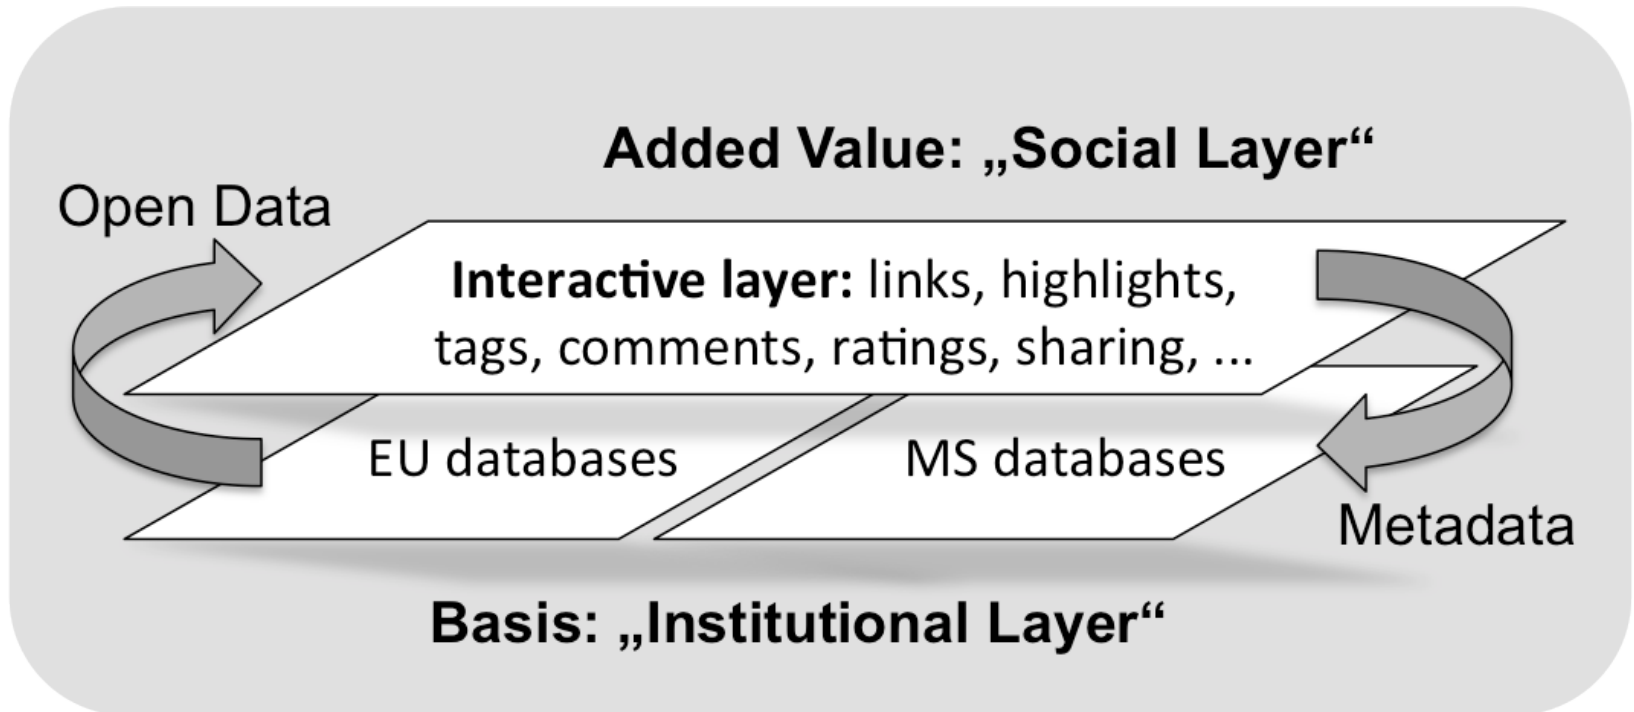 Added Value: „Social Layer“
Open Data
Interactive layer: links, highlights,
tags, comments, ratings, sharing, ...
EU databases
MS databases
Metadata
Basis: „Institutional Layer“